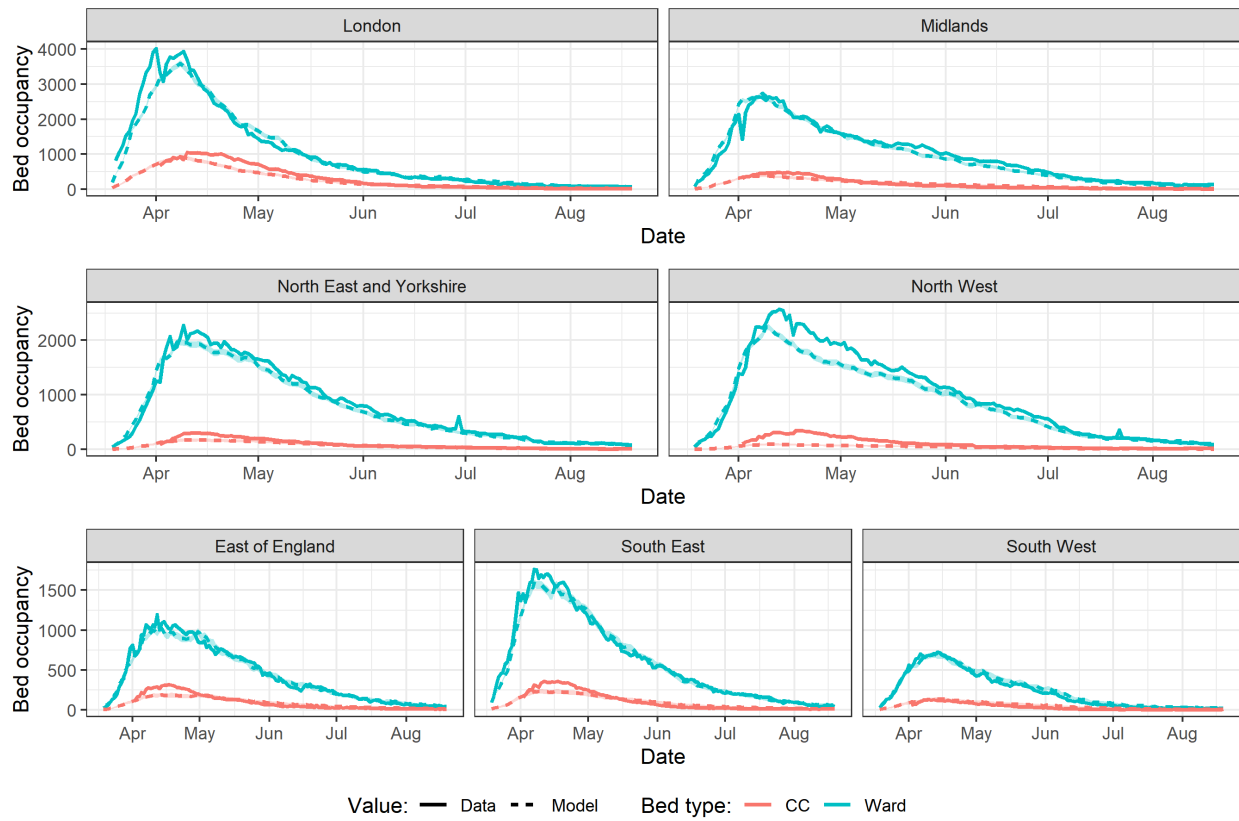 London Midlands
Bed occupancy 4000 3000 2000 1000 0 Bed occupancy 4000 3000 2000 1000 0
Apr May Jun Jul Aug Apr May Jun Jul Aug
Date
North East and Yorkshire North West
Bed occupancy 2000 1000 0
Apr May Jun Jul Aug Apr May Jun Jul Aug
Date
East of England South East South West
Bed occupancy 1500 1000 500 0
Apr May Jun Jul Aug Apr May Jun Jul Aug Apr May Jun Jul Aug
Date
Value: Data Model Bed type: CC Ward